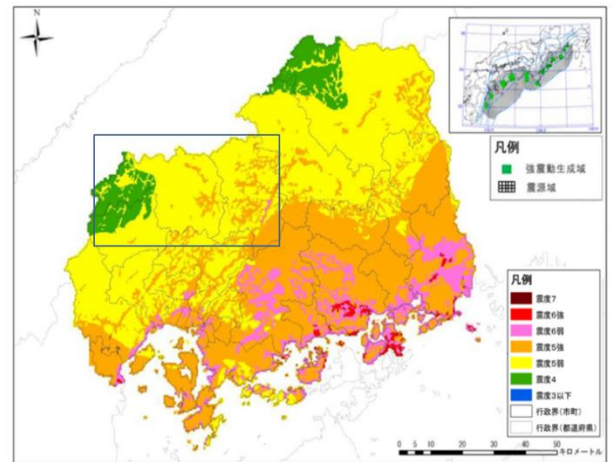 N
凡例
強震動生成域
震源域
凡例
震度7
震度6強
震度6弱
震度5強
震度5弱
震度4
震度3以下
行政界(市町)
行政界(都道府県)
0 5 10 20 30 40 50
キロメートル